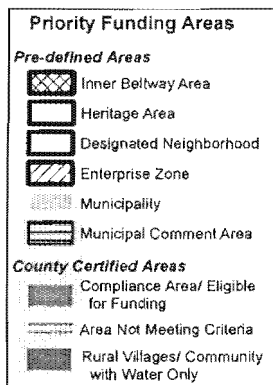 Priority Funding Areas
Pre-defined Areas
Inner Beltway Area
Heritage Area
Designated Neighborhood
Enterprise Zone
Municipality
Municipal Comment Area
County Certified Areas
Compliance Area/ Eligible
for Funding
Area Not Meeting Criteria
Rural Villages/ Community
with Water Only